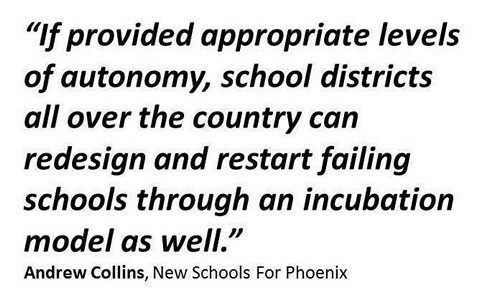 “If provided appropriate levels
of autonomy, school districts
all over the country can
redesign and restart failing
schools through an incubation
model as well.”
Andrew Collins, New Schools For Phoenix